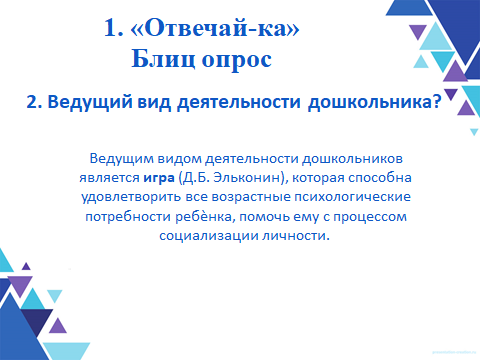 1. «Отвечай-ка»
Блиц опрос
2. Ведущий вид деятельности дошкольника?
Ведущим видом деятельности дошкольников
является игра (Д.Б. Эльконин), которая способна
удовлетворить все возрастные психологические
потребности ребѐнка, помочь ему с процессом
социализации личности.